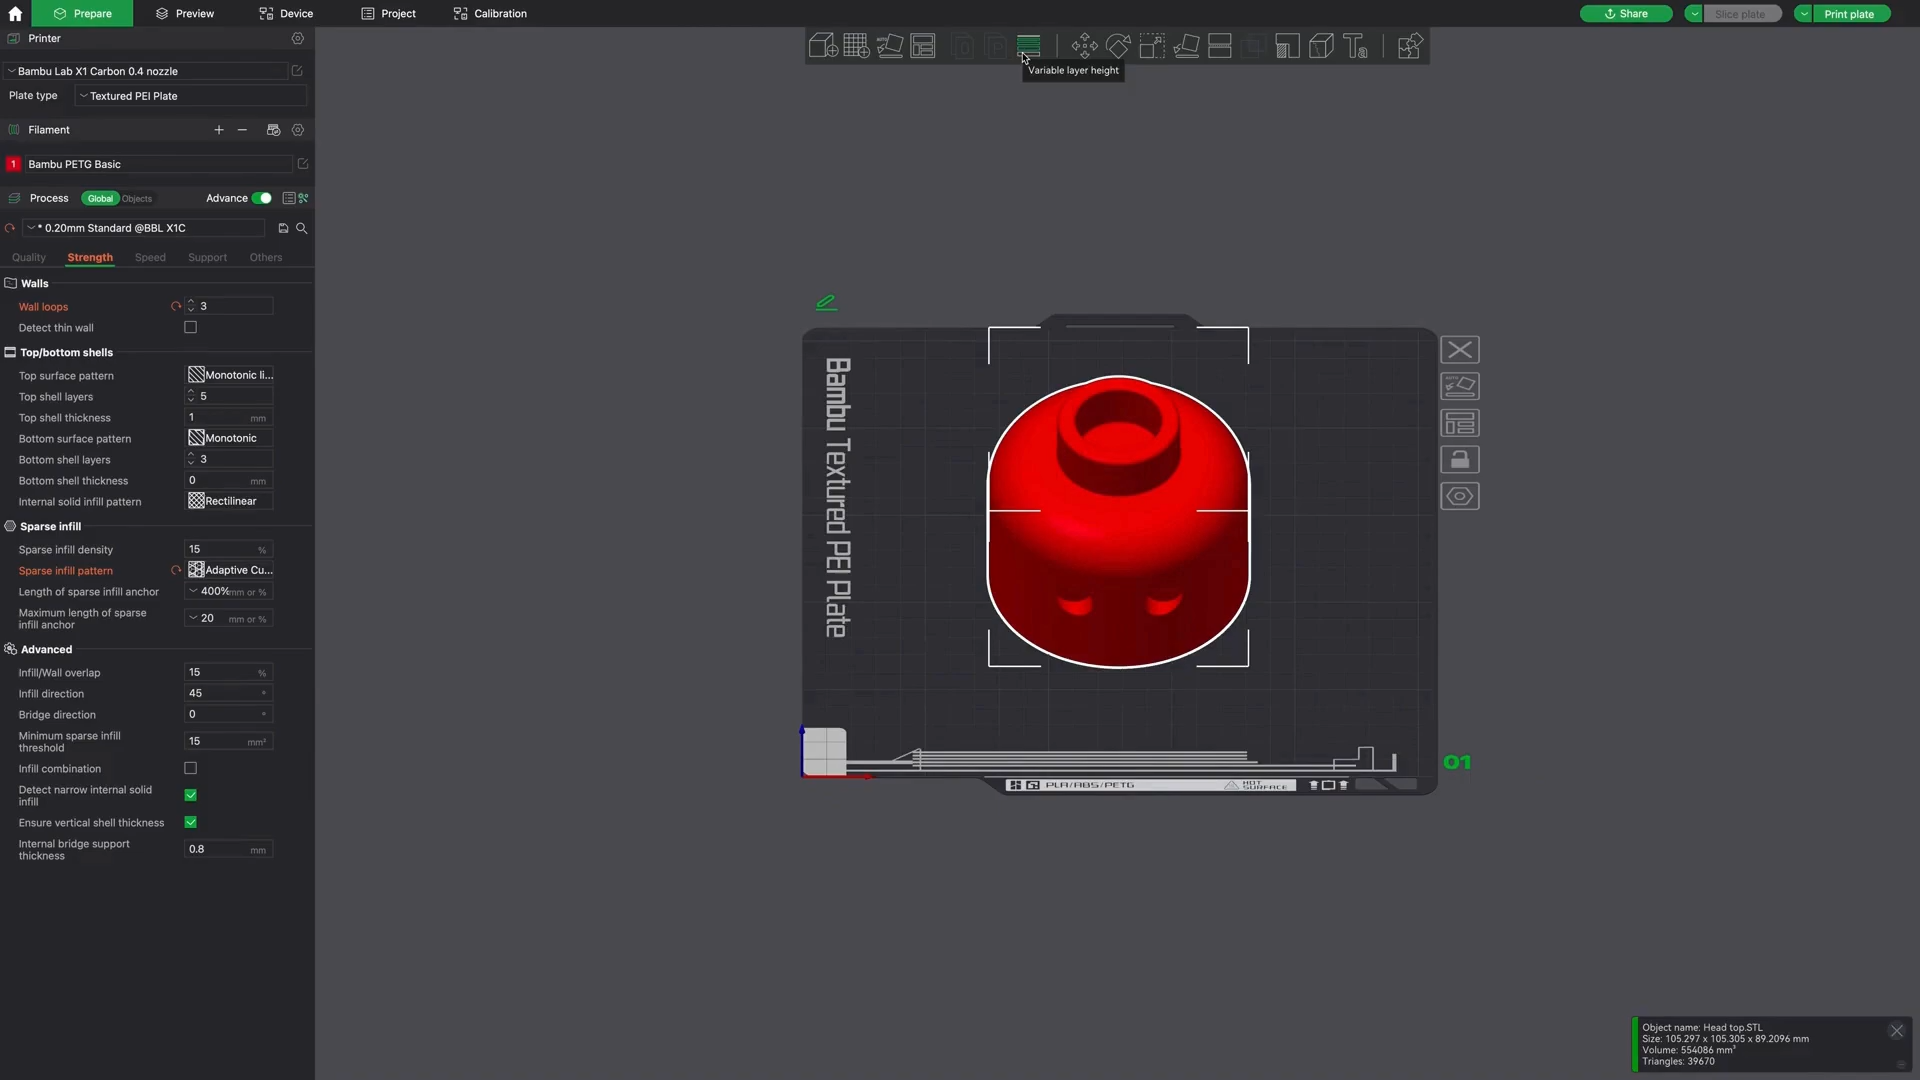 Prepare
Preview
Device
Project
Calibration
Share
Slice plate
Print plate
Printer
Bambu Lab X1 Carbon 0.4 nozzle
Plate type
Textured PEI Plate
Filament
1
Bambu PETG Basic
Process
Global
Objects
Advance
* 0.20mm Standard @BBL X1C
Quality
Strength
Speed
Support
Others
Walls
Wall loops
3
Detect thin wall
Top/bottom shells
Top surface pattern
Monotonic li...
Top shell layers
5
Top shell thickness
1 mm
Bottom surface pattern
Monotonic
Bottom shell layers
3
Bottom shell thickness
0 mm
Internal solid infill pattern
Rectilinear
Sparse infill
Sparse infill density
15 %
Sparse infill pattern
Adaptive Cu...
Length of sparse infill anchor
400% mm or %
Maximum length of sparse
infill anchor
20 mm or %
Advanced
Infill/Wall overlap
15 %
Infill direction
45 °
Bridge direction
0 °
Minimum sparse infill
threshold
15 mm²
Infill combination
Detect narrow internal solid
infill
Ensure vertical shell thickness
Internal bridge support
thickness
0.8 mm
Variable layer height
Bambu Textured PEI Plate
PLA/ABS/PETG
HOT
SURFACE
01
Object name: Head top.STL
Size: 105.297 x 105.305 x 89.2096 mm
Volume: 554086 mm³
Triangles: 39670